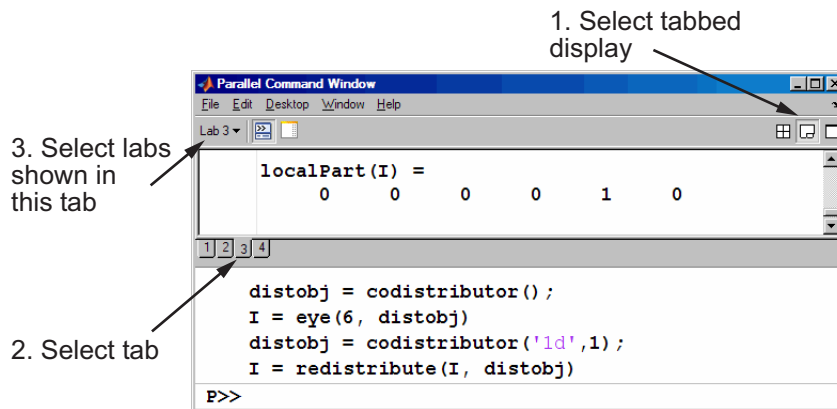 1. Select tabbed
display
Parallel Command Window
File Edit Desktop Window Help
Lab 3
3. Select labs
shown in
this tab
localPart(I) =
0 0 0 0 1 0
1 2 3 4
2. Select tab
distobj = codistributor();
I = eye(6, distobj)
distobj = codistributor('1d',1);
I = redistribute(I, distobj)
P>>